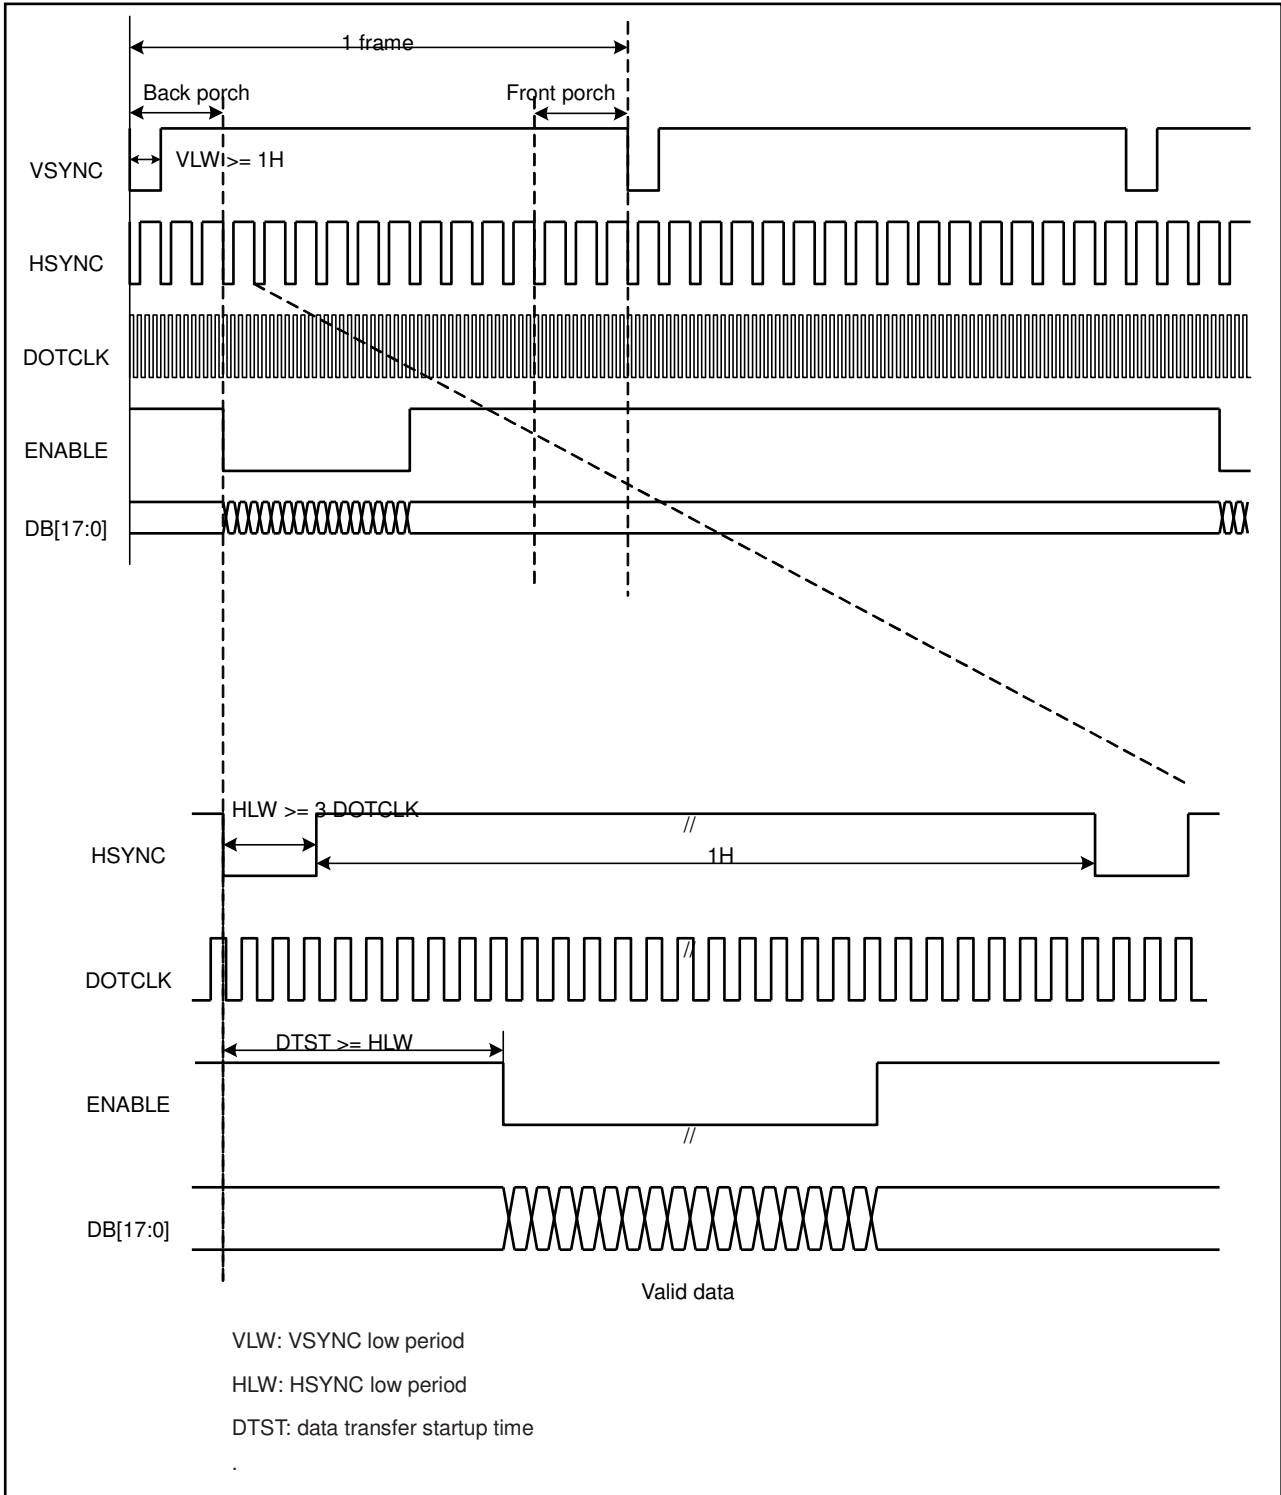 1 frame
Back porch
Front porch
VLW >= 1H
VSYNC
HSYNC
DOTCLK
ENABLE
DB[17:0]
HLW >= 3 DOTCLK
//
HSYNC
1H
//
DOTCLK
DTST >= HLW
ENABLE
//
DB[17:0]
Valid data
VLW: VSYNC low period
HLW: HSYNC low period
DTST: data transfer startup time
.